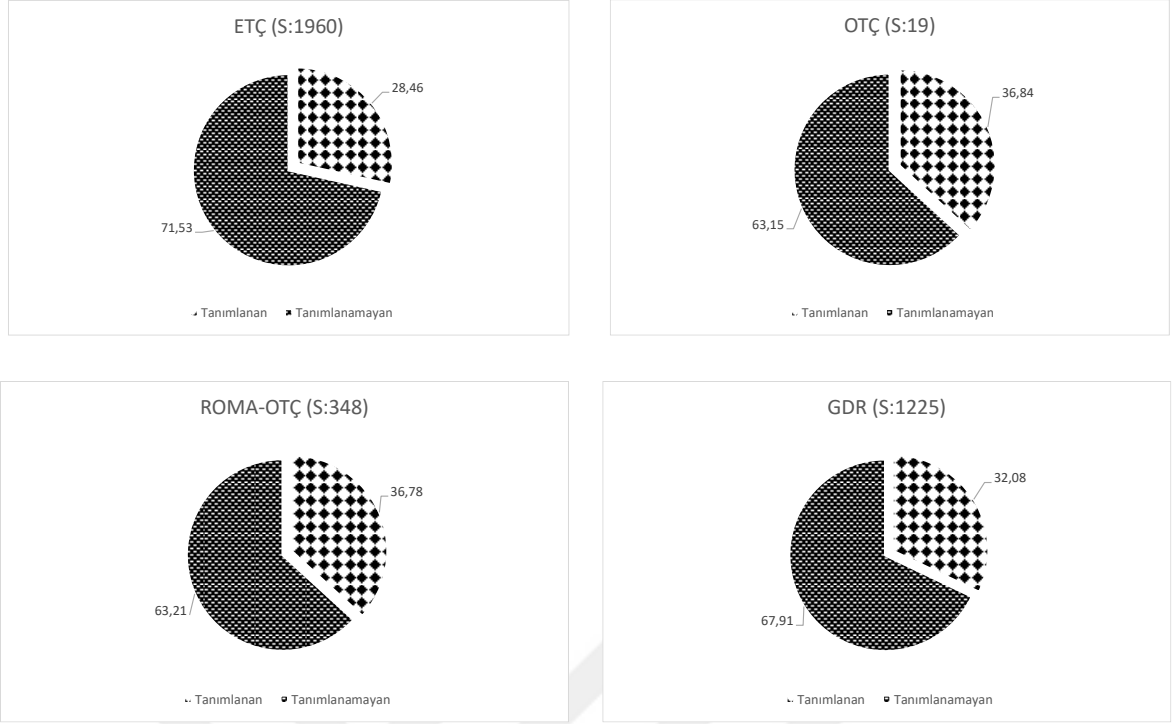 ETÇ (S:1960)
28,46
71,53
Tanımlanan Tanımlanamayan
OTÇ (S:19)
36,84
63,15
Tanımlanan Tanımlanamayan
ROMA-OTÇ (S:348)
36,78
63,21
Tanımlanan Tanımlanamayan
GDR (S:1225)
32,08
67,91
Tanımlanan Tanımlanamayan